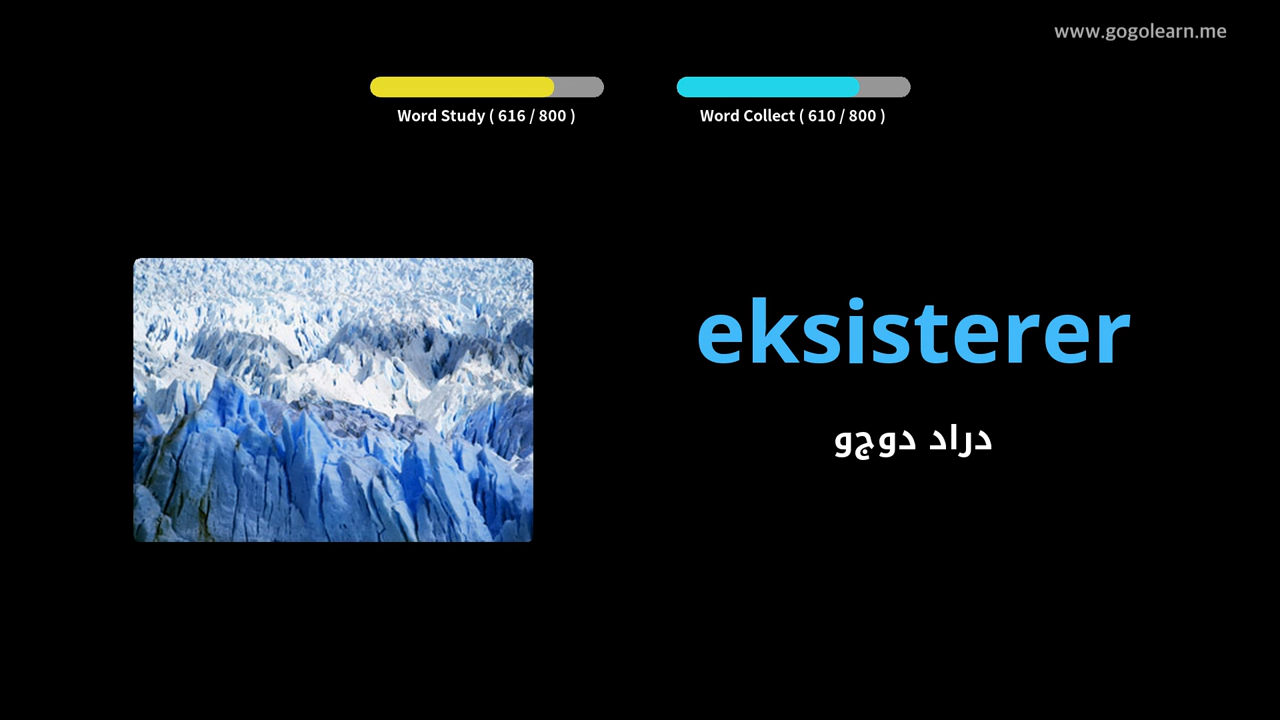 www.gogolearn.me
Word Study ( 616 / 800 )
Word Collect ( 610 / 800 )
eksisterer
دراد دوجو